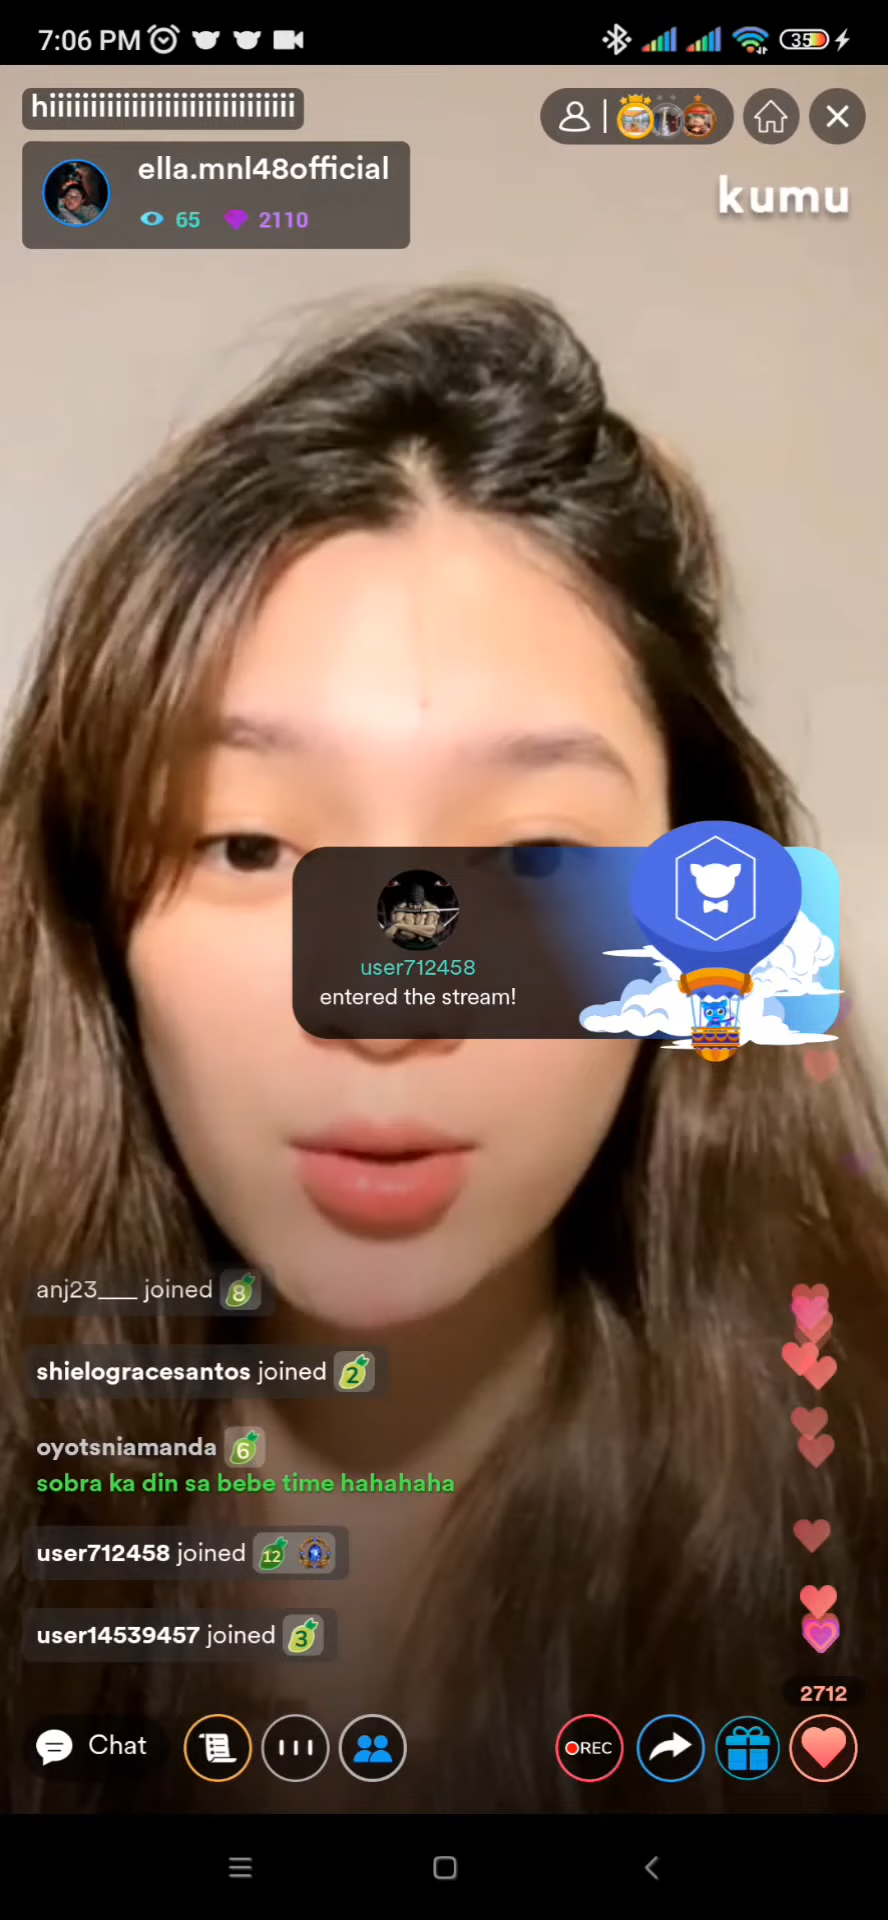 7:06 PM
35
hiiiiiiiiiiiiiiiiiiiiiiiiiiiiii
ella.mnl48official
65 2110
kumu
user712458
entered the stream!
anj23___ joined 8
shielogracesantos joined 2
oyotsniamanda 6
sobra ka din sa bebe time hahahaha
user712458 joined 12
user14539457 joined 3
2712
Chat
REC